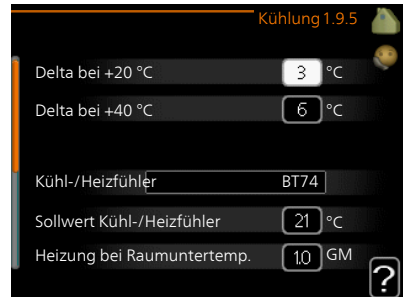 Kühlung 1.9.5
Delta bei +20 °C 3 °C
Delta bei +40 °C 6 °C
Kühl-/Heizfühler BT74
Sollwert Kühl-/Heizfühler 21 °C
Heizung bei Raumuntertemp. 1.0 GM
?